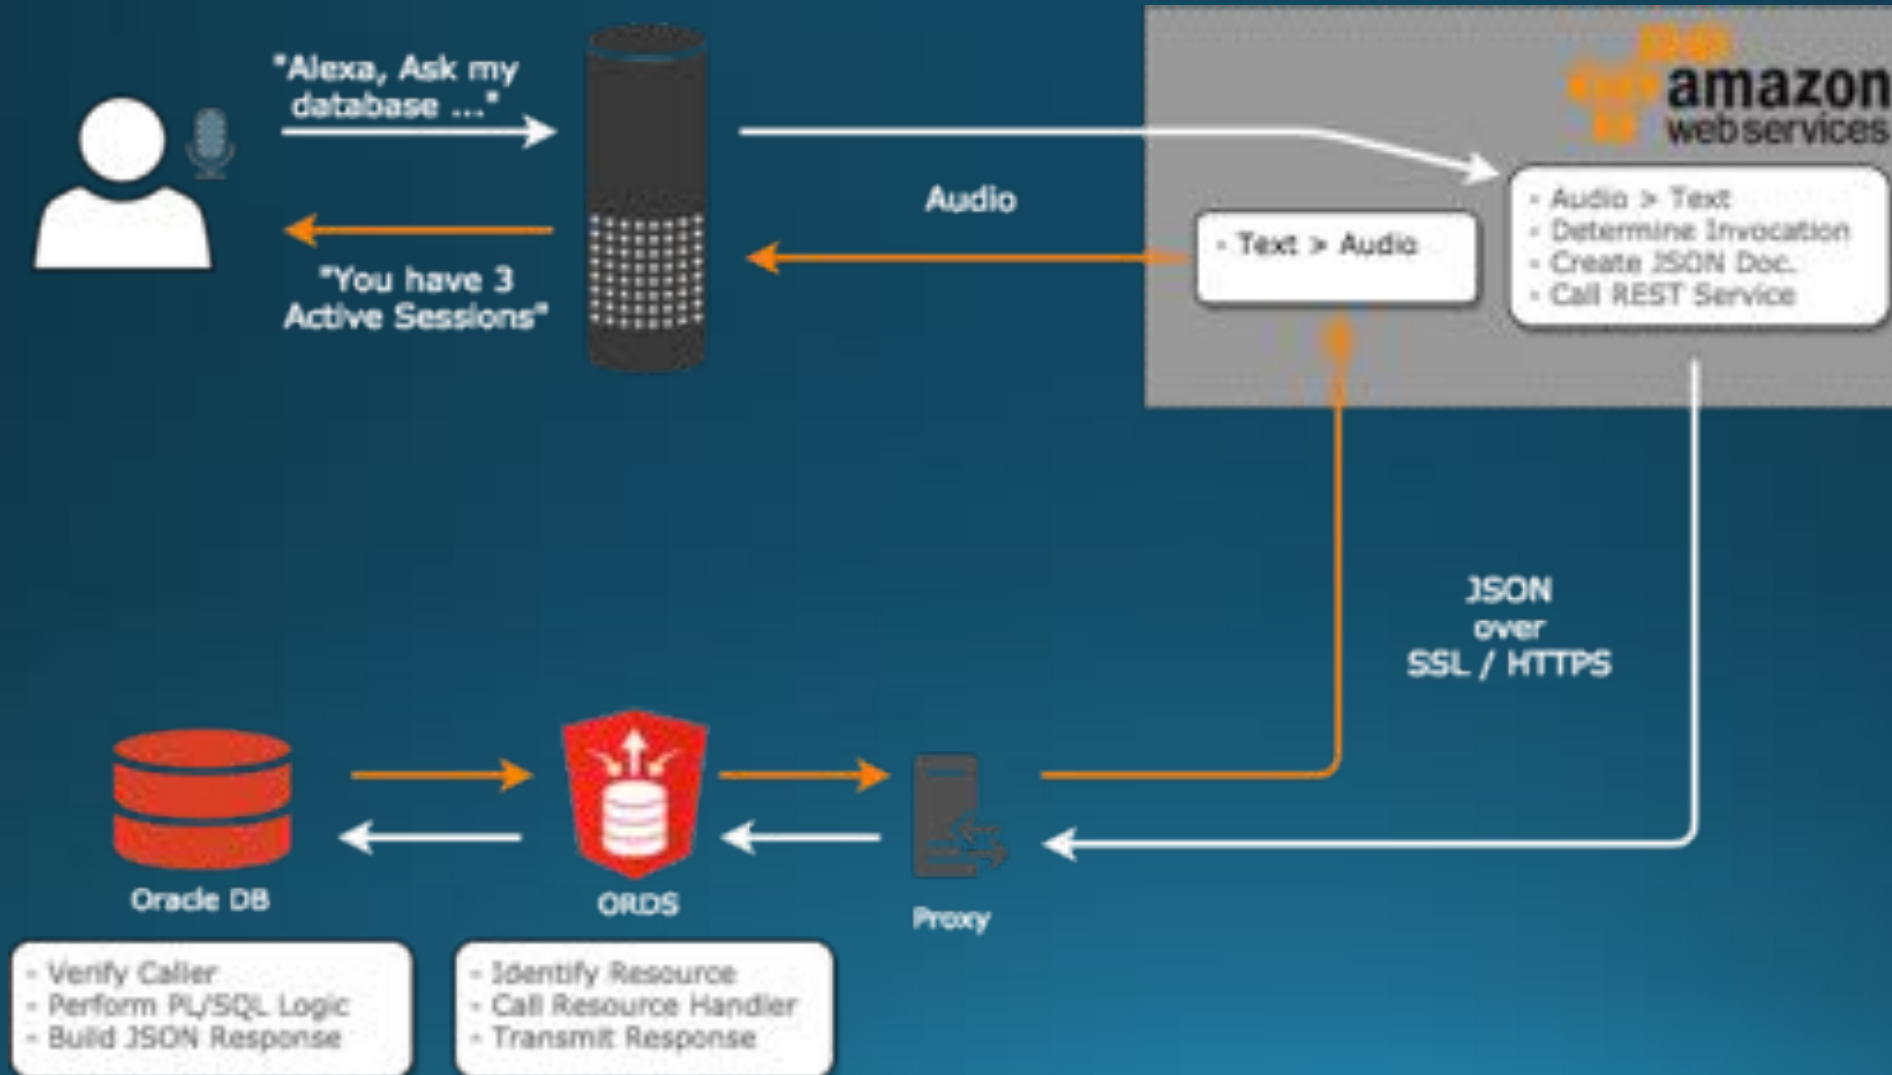 "Alexa, Ask my
database ..."
"You have 3
Active Sessions"
Audio
amazon
webservices
- Text > Audio
- Audio > Text
- Determine Invocation
- Create JSON Doc.
- Call REST Service
JSON
over
SSL / HTTPS
Oracle DB
ORDS
Proxy
- Verify Caller
- Perform PL/SQL Logic
- Build JSON Response
- Identify Resource
- Call Resource Handler
- Transmit Response